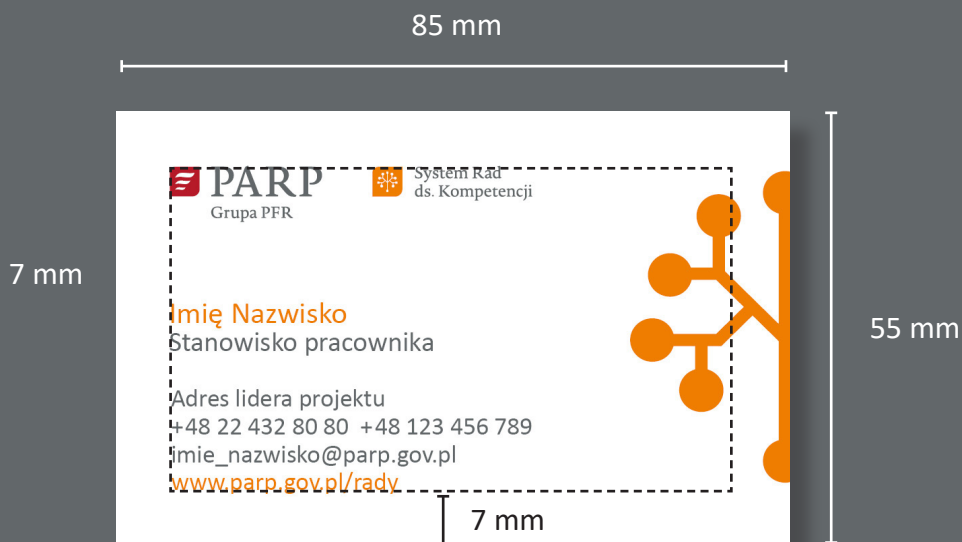 85 mm
PARP
Grupa PFR
System Rad
ds. Kompetencji
7 mm
Imię Nazwisko
Stanowisko pracownika
55 mm
Adres lidera projektu
+48 22 432 80 80 +48 123 456 789
imie_nazwisko@parp.gov.pl
www.parp.gov.pl/rady
7 mm